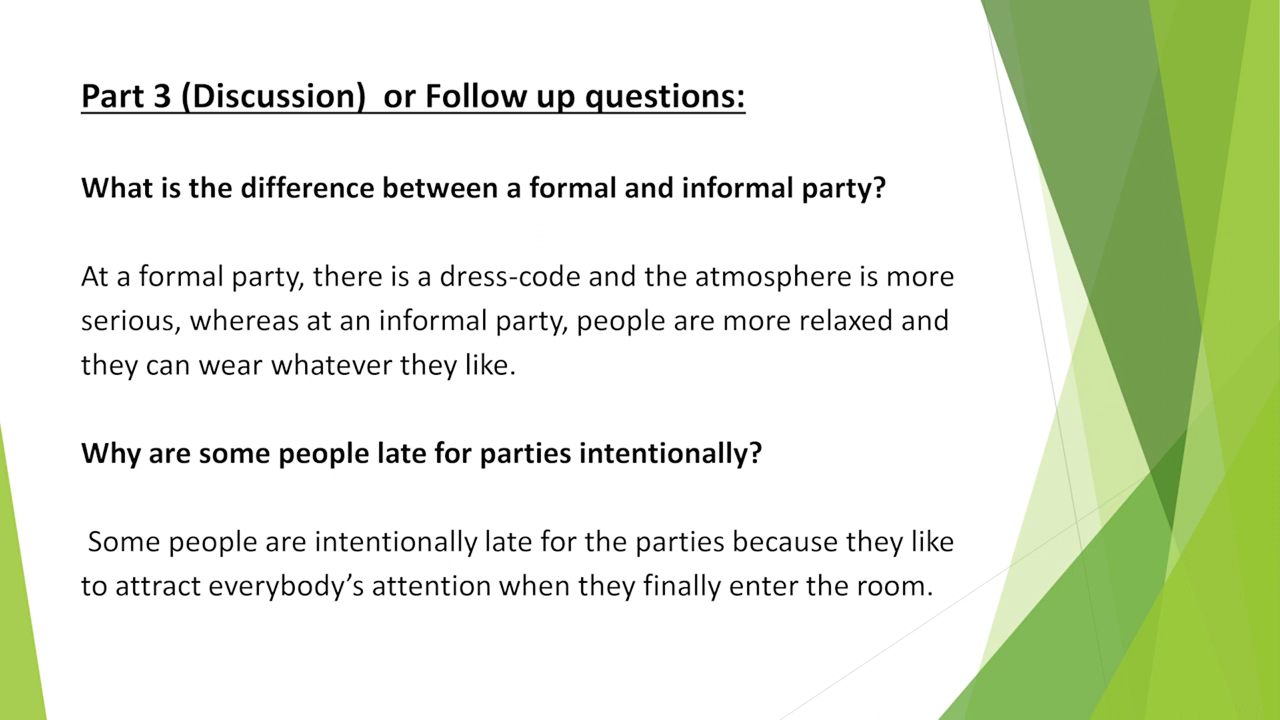 Part 3 (Discussion)  or Follow up questions:
What is the difference between a formal and informal party?
At a formal party, there is a dress-code and the atmosphere is more
serious, whereas at an informal party, people are more relaxed and
they can wear whatever they like.
Why are some people late for parties intentionally?
Some people are intentionally late for the parties because they like
to attract everybody’s attention when they finally enter the room.